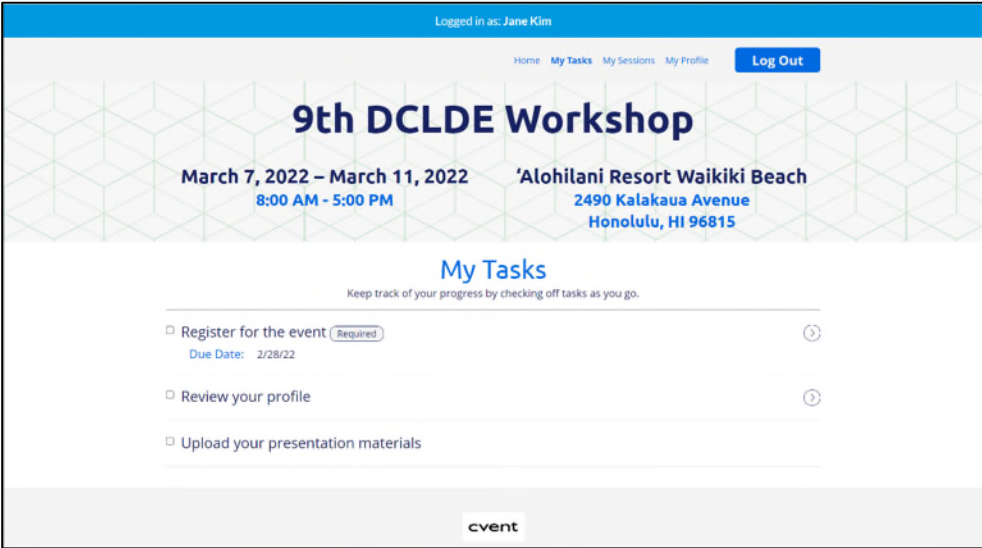 Logged in as: Jane Kim
Home My Tasks My Sessions My Profile Log Out
9th DCLDE Workshop
March 7, 2022 – March 11, 2022
8:00 AM - 5:00 PM
‘Alohilani Resort Waikiki Beach
2490 Kalakaua Avenue
Honolulu, HI 96815
My Tasks
Keep track of your progress by checking off tasks as you go.
Register for the event Required
Due Date: 2/28/22
Review your profile
Upload your presentation materials
cvent